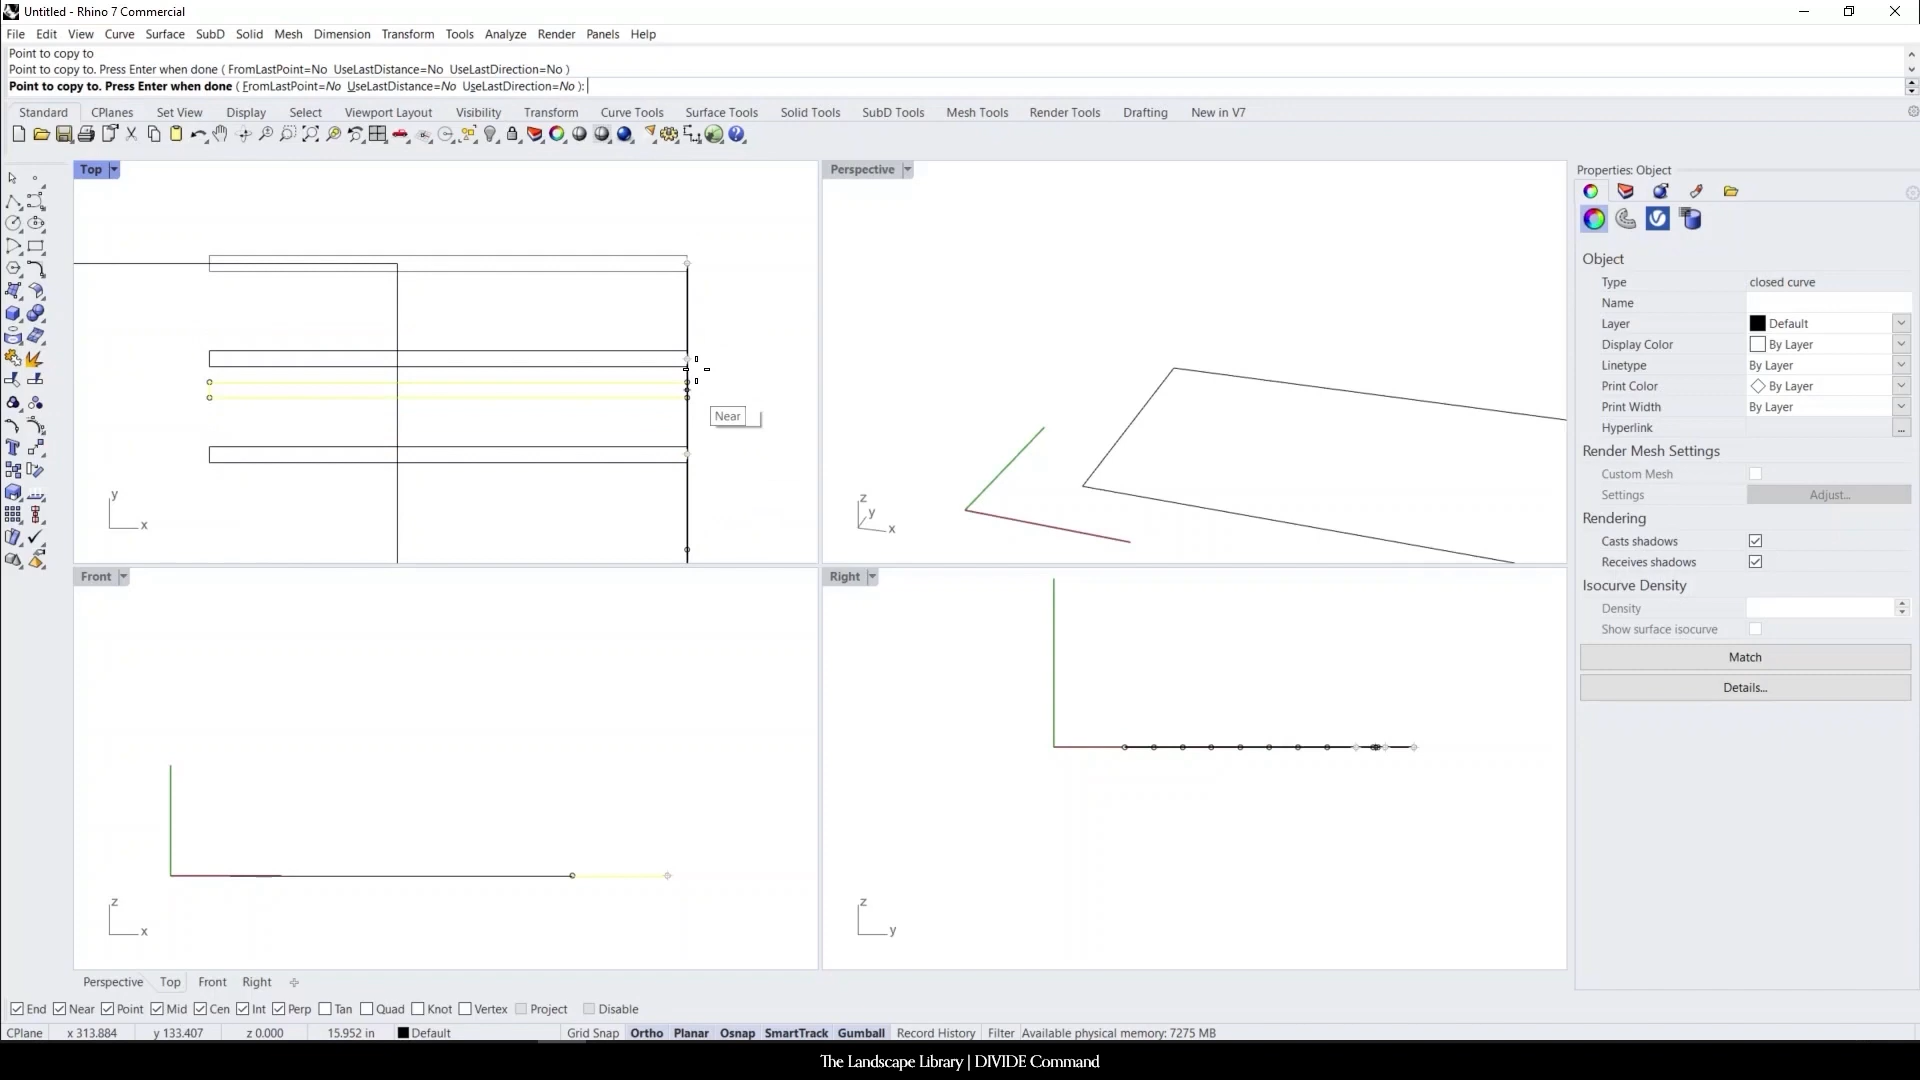 Untitled - Rhino 7 Commercial
File Edit View Curve Surface SubD Solid Mesh Dimension Transform Tools Analyze Render Panels Help
Point to copy to
Point to copy to. Press Enter when done ( FromLastPoint=No UseLastDistance=No UseLastDirection=No )
Point to copy to. Press Enter when done ( FromLastPoint=No UseLastDistance=No UseLastDirection=No ):
Standard CPlanes Set View Display Select Viewport Layout Visibility Transform Curve Tools Surface Tools Solid Tools SubD Tools Mesh Tools Render Tools Drafting New in V7
Top
Perspective
Near
y
x
z
y
x
Front
Right
z
x
z
y
Properties: Object
Object
Type closed curve
Name
Layer Default
Display Color By Layer
Linetype By Layer
Print Color By Layer
Print Width By Layer
Hyperlink ...
Render Mesh Settings
Custom Mesh
Settings Adjust...
Rendering
Casts shadows
Receives shadows
Isocurve Density
Density
Show surface isocurve
Match
Details...
Perspective Top Front Right
End Near Point Mid Cen Int Perp Tan Quad Knot Vertex Project Disable
CPlane x 313.884 y 133.407 z 0.000 15.952 in Default Grid Snap Ortho Planar Osnap SmartTrack Gumball Record History Filter Available physical memory: 7275 MB
The Landscape Library | DIVIDE Command